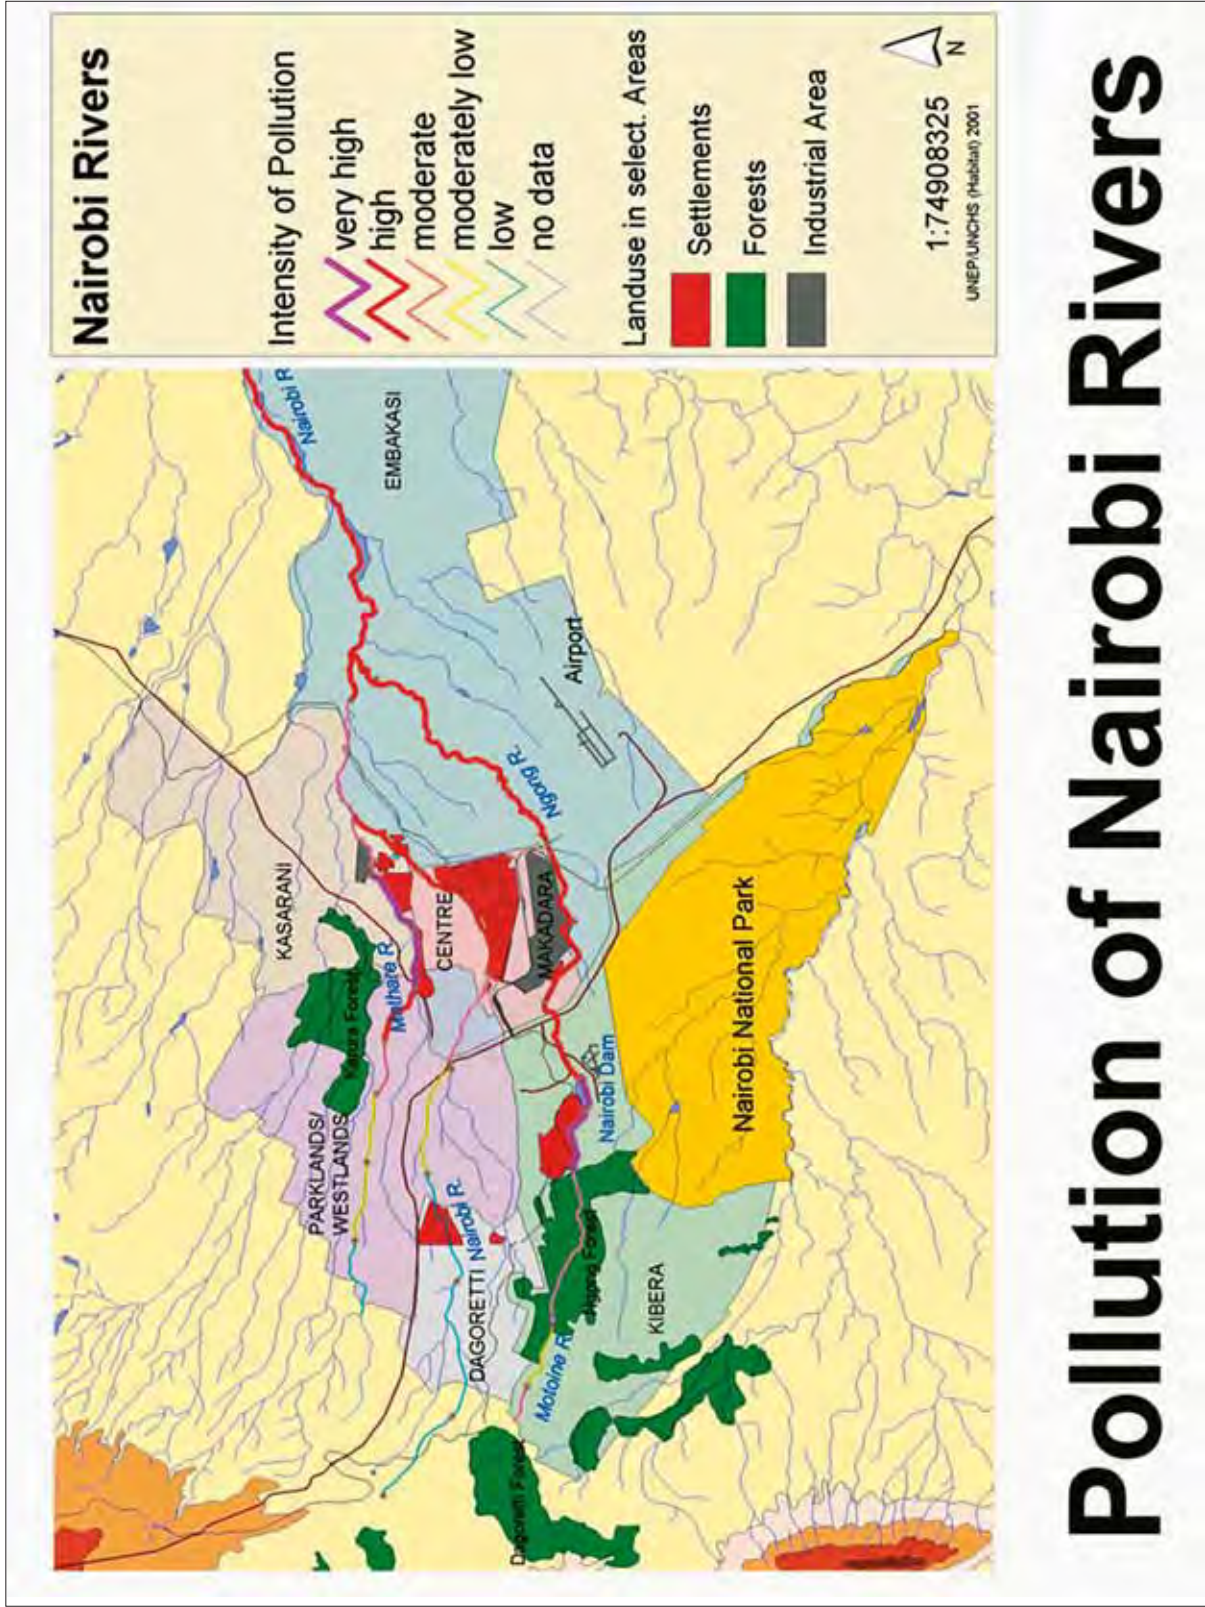 Nairobi Rivers
Intensity of Pollution
very high
high
moderate
moderately low
low
no data
Landuse in select. Areas
Settlements
Forests
Industrial Area
N
1:74908325
UNEP/UNCHS (Habitat) 2001
Nairobi R
EMBAKASI
Airport
Ngong R.
KASARANI
Karura Forest
Mathare R
CENTRE
MAKADARA
PARKLANDS/
WESTLANDS
Nairobi Dam
Nairobi National Park
DAGORETTI
Nairobi R.
Ngong Forest
KIBERA
Motoine R.
Dagoretti Forest
Pollution of Nairobi Rivers